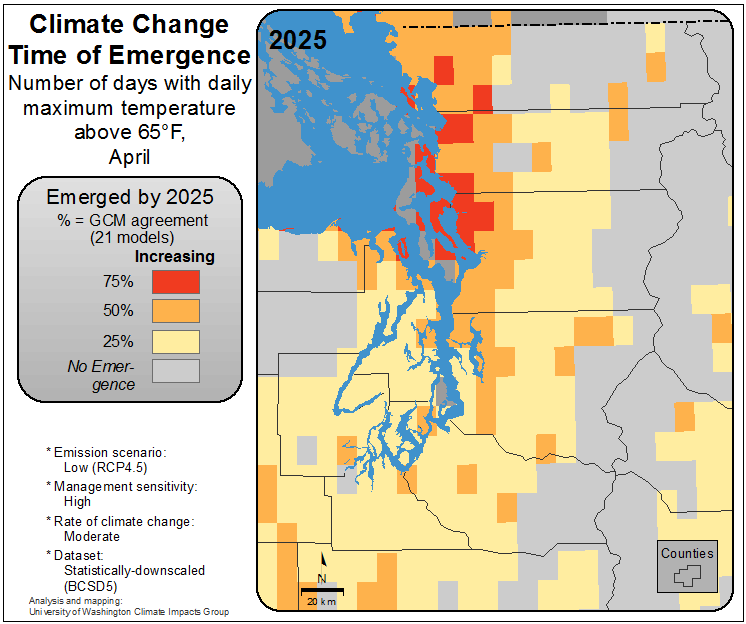 Climate Change
Time of Emergence
Number of days with daily
maximum temperature
above 65°F,
April
Emerged by 2025
% = GCM agreement
(21 models)
Increasing
75%
50%
25%
No Emer-
gence
* Emission scenario:
Low (RCP4.5)
* Management sensitivity:
High
* Rate of climate change:
Moderate
* Dataset:
Statistically-downscaled
(BCSD5)
Analysis and mapping:
University of Washington Climate Impacts Group
2025
N
20 km
Counties